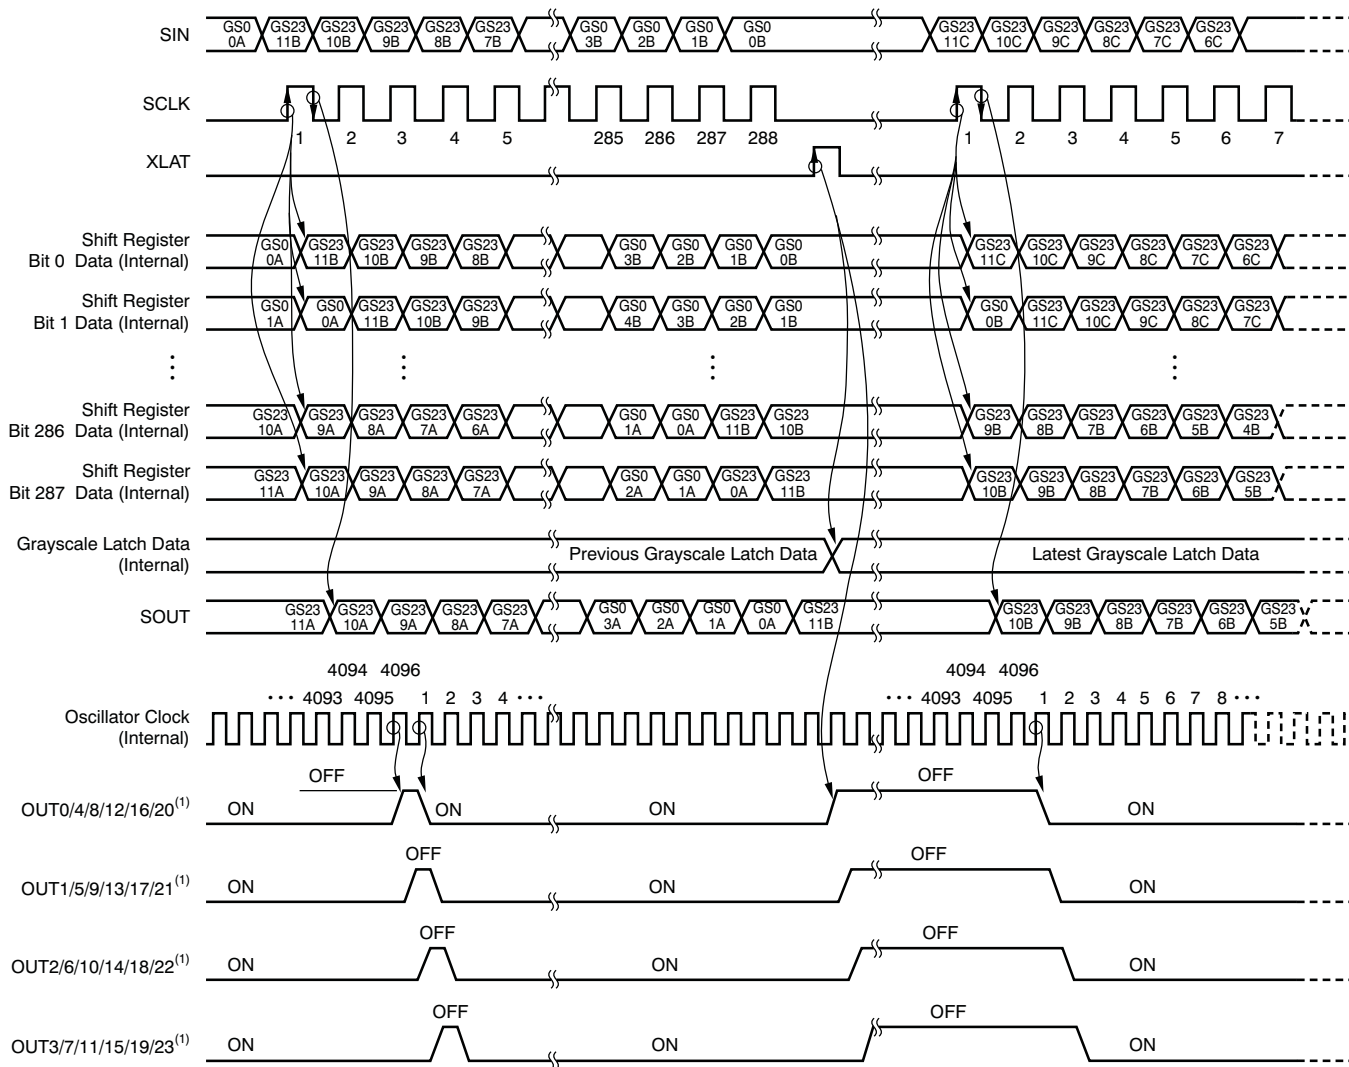 SIN
GS0 GS23 GS23 GS23 GS23 GS23 GS0 GS0 GS0 GS0 GS23 GS23 GS23 GS23 GS23 GS23
0A 11B 10B 9B 8B 7B 3B 2B 1B 0B 11C 10C 9C 8C 7C 6C
SCLK
1 2 3 4 5 285 286 287 288 1 2 3 4 5 6 7
XLAT
Shift Register
Bit 0 Data (Internal)
GS0 GS23 GS23 GS23 GS23 GS0 GS0 GS0 GS0 GS23 GS23 GS23 GS23 GS23 GS23
0A 11B 10B 9B 8B 3B 2B 1B 0B 11C 10C 9C 8C 7C 6C
Shift Register
Bit 1 Data (Internal)
GS0 GS0 GS23 GS23 GS23 GS0 GS0 GS0 GS0 GS0 GS23 GS23 GS23 GS23 GS23
1A 0A 11B 10B 9B 4B 3B 2B 1B 0B 11C 10C 9C 8C 7C
Shift Register
Bit 286 Data (Internal)
GS23 GS23 GS23 GS23 GS23 GS0 GS0 GS23 GS23 GS23 GS23 GS23 GS23 GS23 GS23
10A 9A 8A 7A 6A 1A 0A 11B 10B 9B 8B 7B 6B 5B 4B
Shift Register
Bit 287 Data (Internal)
GS23 GS23 GS23 GS23 GS23 GS0 GS0 GS23 GS23 GS23 GS23 GS23 GS23 GS23 GS23
11A 10A 9A 8A 7A 2A 1A 0A 11B 10B 9B 8B 7B 6B 5B
Grayscale Latch Data
(Internal)
Previous Grayscale Latch Data Latest Grayscale Latch Data
SOUT
GS23 GS23 GS23 GS23 GS23 GS0 GS0 GS0 GS0 GS23 GS23 GS23 GS23 GS23 GS23 GS23
11A 10A 9A 8A 7A 3A 2A 1A 0A 11B 10B 9B 8B 7B 6B 5B
4094 4096 4094 4096
••• 4093 4095 1 2 3 4 ••• ••• 4093 4095 1 2 3 4 5 6 7 8 •••
Oscillator Clock
(Internal)
OFF OFF
OUT0/4/8/12/16/20(1) ON ON ON ON
OFF OFF
OUT1/5/9/13/17/21(1) ON ON ON
OFF OFF
OUT2/6/10/14/18/22(1) ON ON ON
OFF OFF
OUT3/7/11/15/19/23(1) ON ON ON